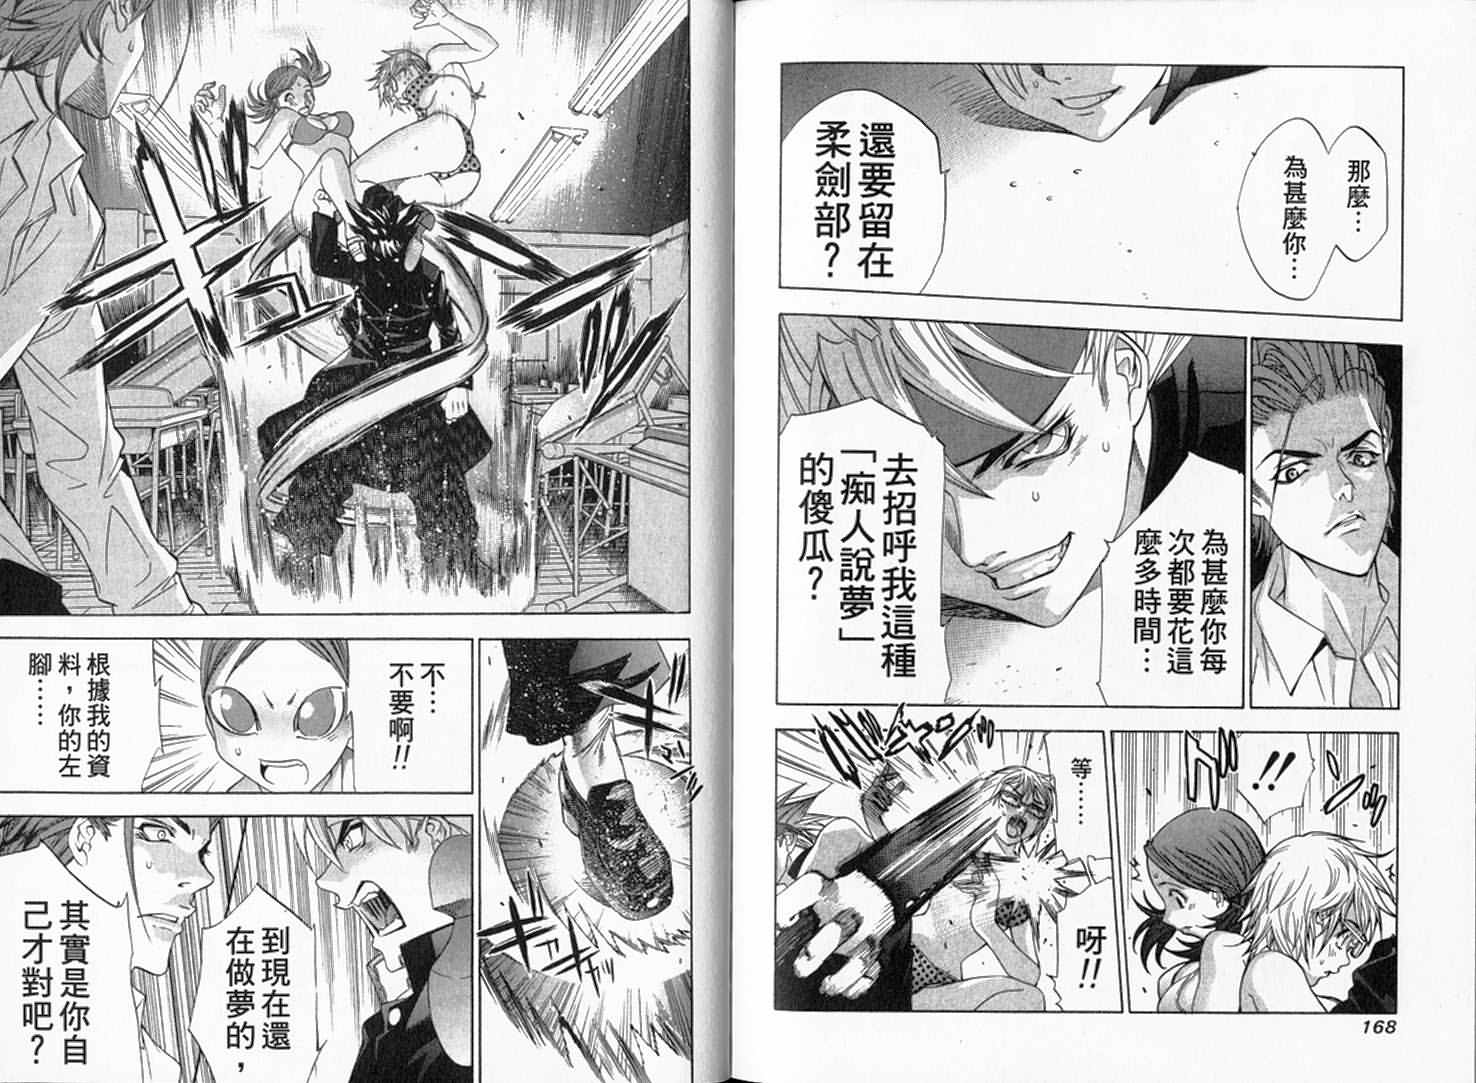 那麼…
為甚麼你…
還要留在
柔劍部？
為甚麼你每
次都要花這
麼多時間…
去招呼我這種
「痴人說夢」
的傻瓜？
!!
等……
呀!!
168
不…
不要啊!!
根據我的資
料，你的左
腳……
到現在還
在做夢的，
其實是你自
己才對吧？